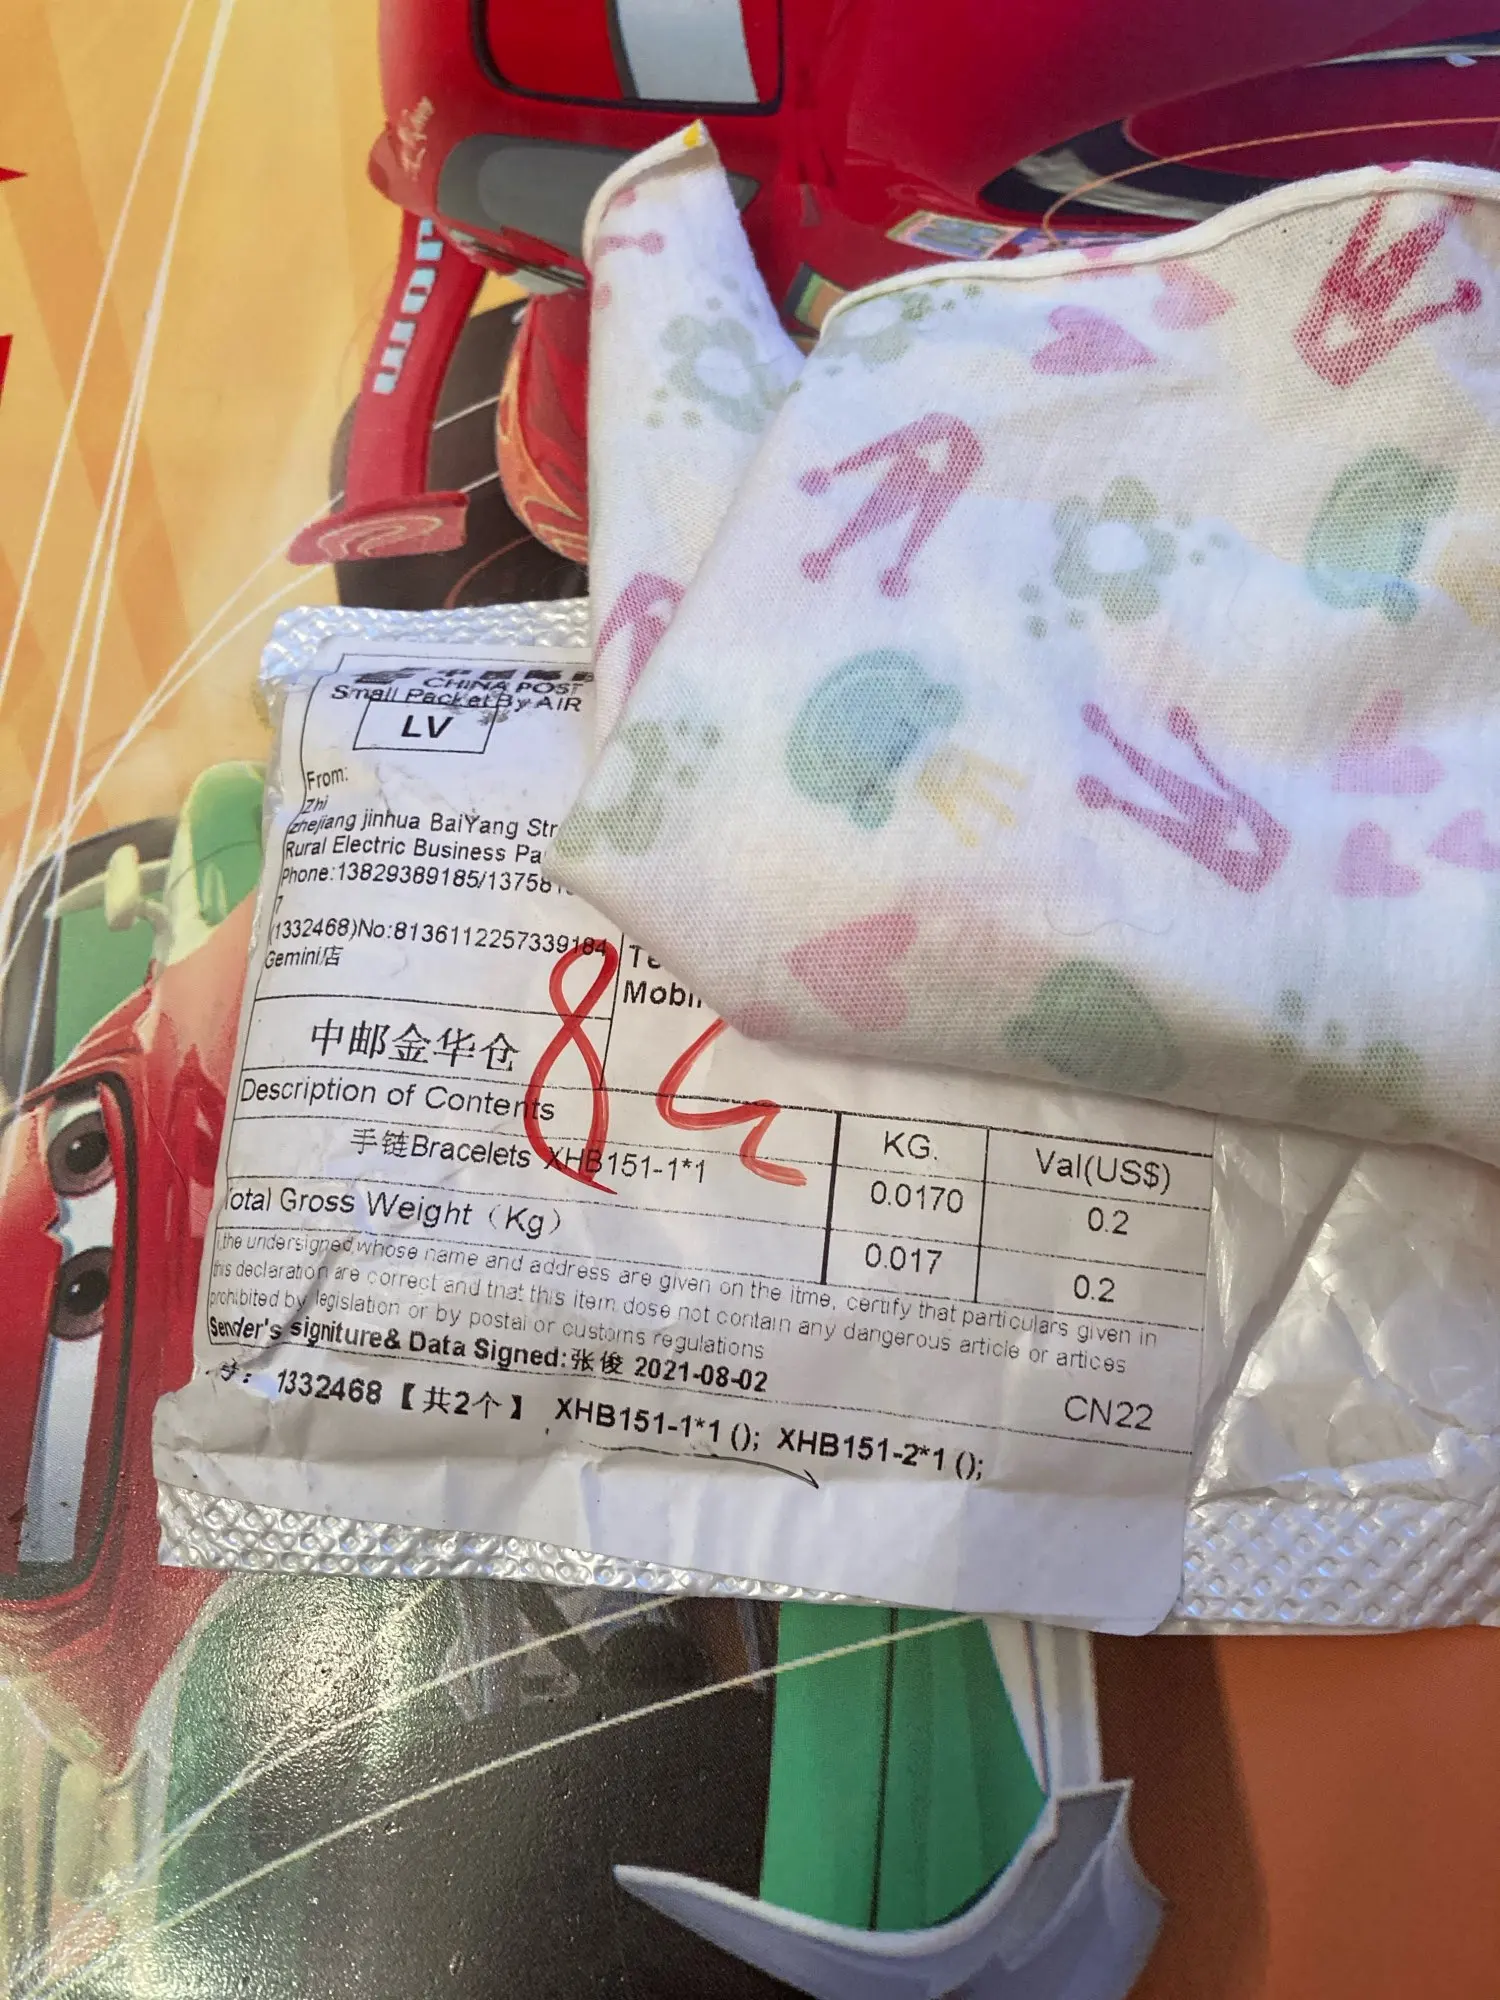 CHINA POST
Small Packet By AIR
LV
From:
Zhi
Zhejiang jinhua BaiYang Str
Rural Electric Business Pa
Phone:13829389185/13758
7
(1332468)No:8136112257339184
Gemini店
Mobi
中邮金华仓
84
Description of Contents
KG.
Val(US$)
手链Bracelets XHB151-1*1
0.0170
0.2
Total Gross Weight（Kg）
0.017
0.2
I,the undersigned,whose name and address are given on the itme, certify that particulars given in
this declaration are correct and that this item dose not contain any dangerous article or artices
prohibited by legislation or by postal or customs regulations
Sender's signiture& Data Signed:张俊 2021-08-02
CN22
1332468【共2个】 XHB151-1*1 (); XHB151-2*1 ();